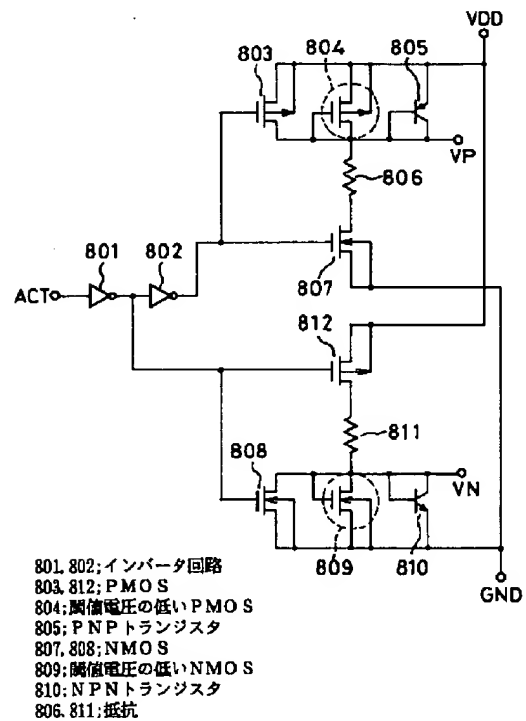 VDD
803
804
805
VP
806
801
802
807
ACT
812
811
808
VN
809
810
GND
801, 802;インバータ回路
803, 812;PMOS
804;閾値電圧の低いPMOS
805;PNPトランジスタ
807, 808;NMOS
809;閾値電圧の低いNMOS
810;NPNトランジスタ
806, 811;抵抗